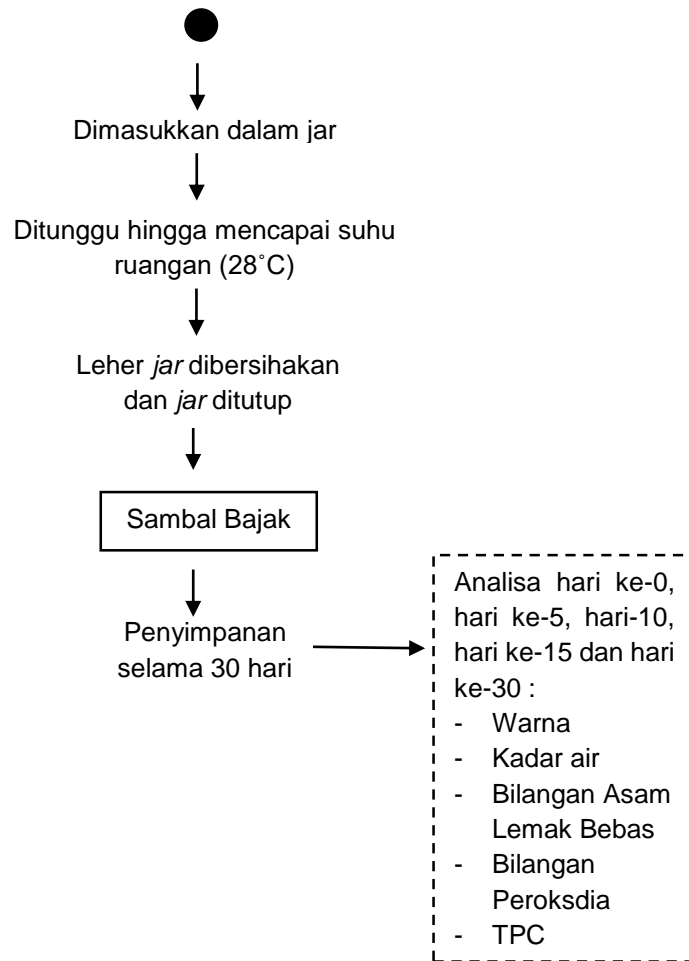 Dimasukkan dalam jar
Ditunggu hingga mencapai suhu
ruangan (28˚C)
Leher jar dibersihakan
dan jar ditutup
Sambal Bajak
Penyimpanan
selama 30 hari
Analisa hari ke-0,
hari ke-5, hari-10,
hari ke-15 dan hari
ke-30 :
- Warna
- Kadar air
- Bilangan Asam
Lemak Bebas
- Bilangan
Peroksdia
- TPC